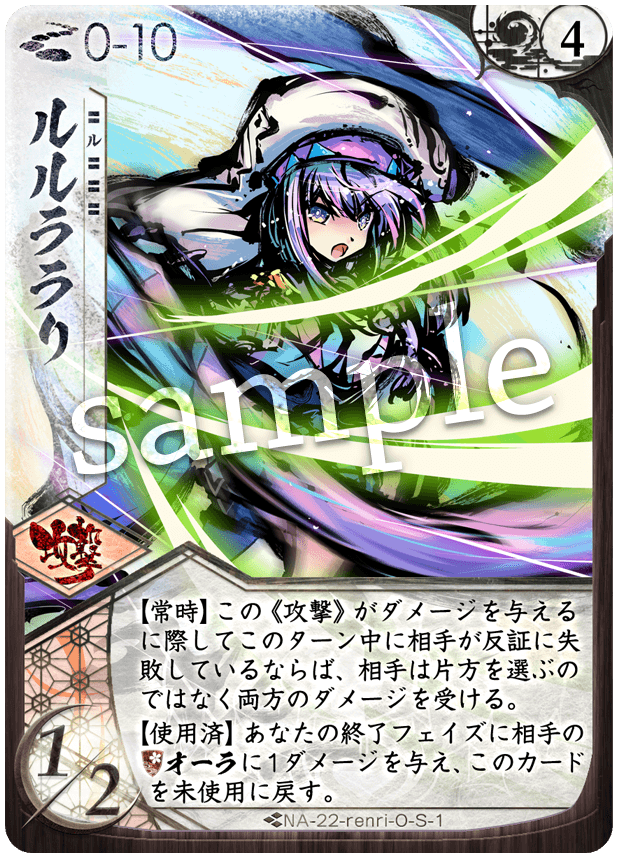 0-10
4
ルルラリ
ル
sample
攻撃
【常時】この《攻撃》がダメージを与える
に際してこのターン中に相手が反証に失
敗しているならば、相手は片方を選ぶの
ではなく両方のダメージを受ける。
【使用済】あなたの終了フェイズに相手の
オーラに1ダメージを与え、このカード
を未使用に戻す。
1/2
NA-22-renri-O-S-1